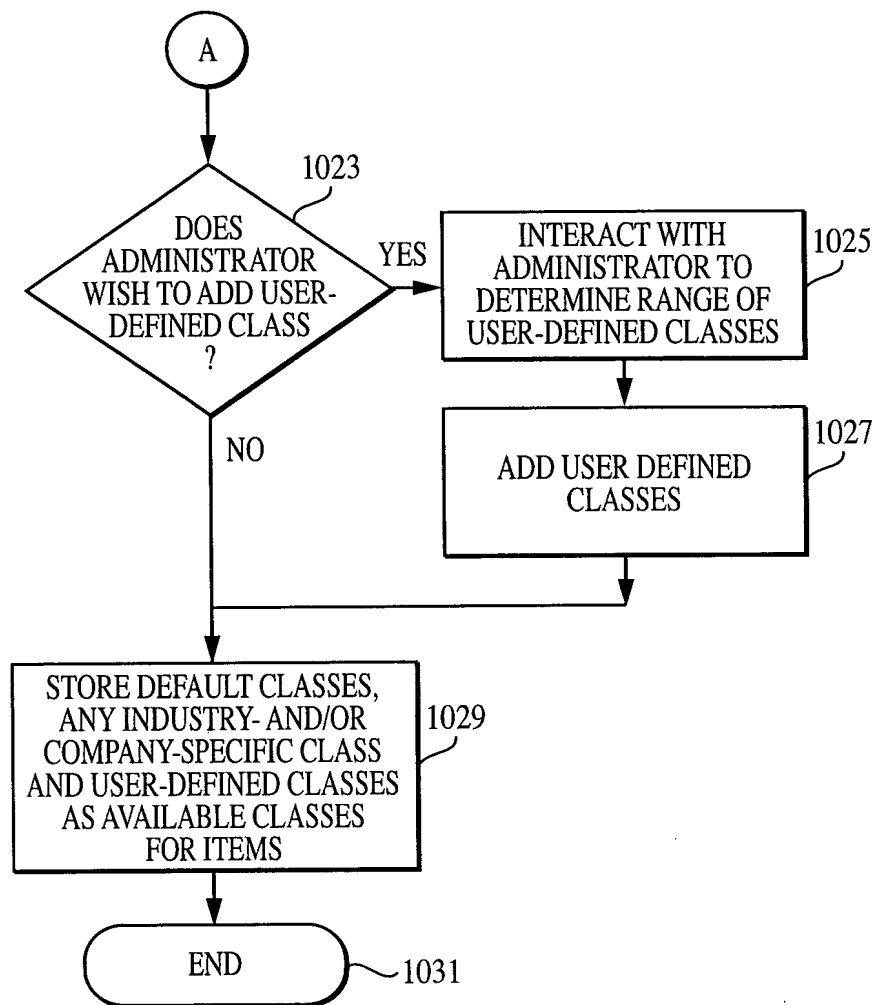 A
1023
DOES
ADMINISTRATOR
WISH TO ADD USER-
DEFINED CLASS
?
YES
INTERACT WITH
ADMINISTRATOR TO
DETERMINE RANGE OF
USER-DEFINED CLASSES
1025
NO
ADD USER DEFINED
CLASSES
1027
STORE DEFAULT CLASSES,
ANY INDUSTRY- AND/OR
COMPANY-SPECIFIC CLASS
AND USER-DEFINED CLASSES
AS AVAILABLE CLASSES
FOR ITEMS
1029
END
1031